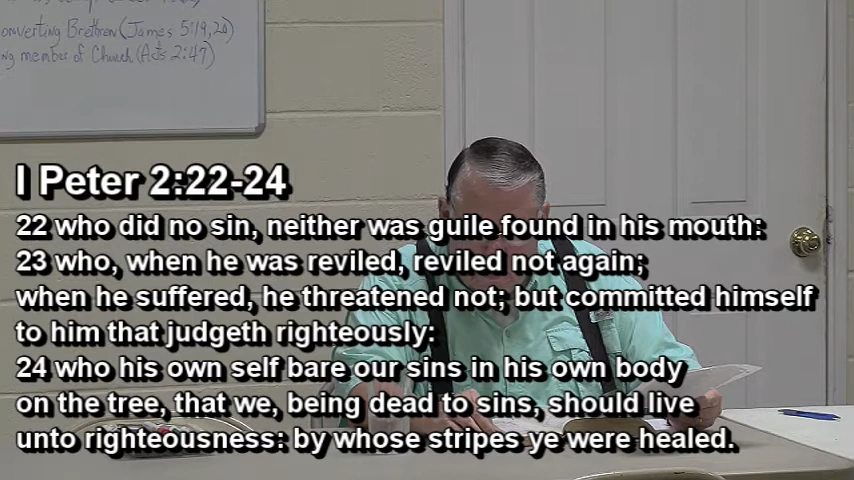 onverting Brethren (James 5:19,20)
ng member of Church (Acts 2:47)
I Peter 2:22-24
22 who did no sin, neither was guile found in his mouth:
23 who, when he was reviled, reviled not again;
when he suffered, he threatened not; but committed himself
to him that judgeth righteously:
24 who his own self bare our sins in his own body
on the tree, that we, being dead to sins, should live
unto righteousness: by whose stripes ye were healed.